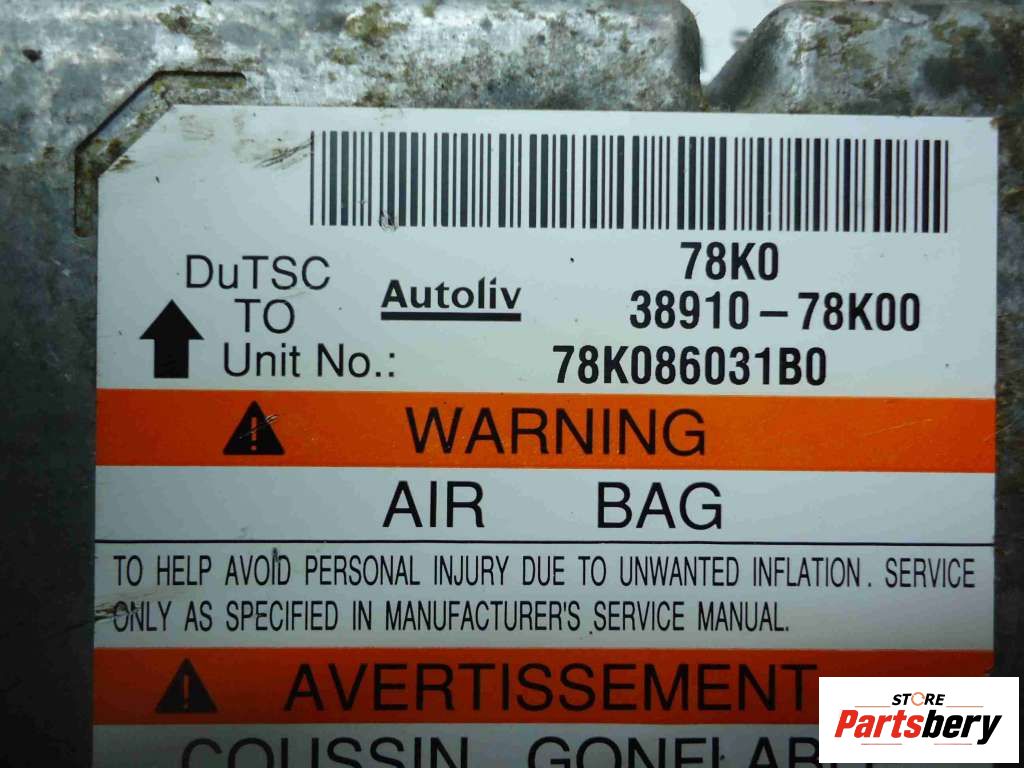 78K0
DuTSC
TO
Autoliv
38910-78K00
Unit No.:
78K086031B0
WARNING
AIR BAG
TO HELP AVOID PERSONAL INJURY DUE TO UNWANTED INFLATION. SERVICE
ONLY AS SPECIFIED IN MANUFACTURER'S SERVICE MANUAL.
AVERTISSEMENT
COUSSIN
STORE
Partsbery